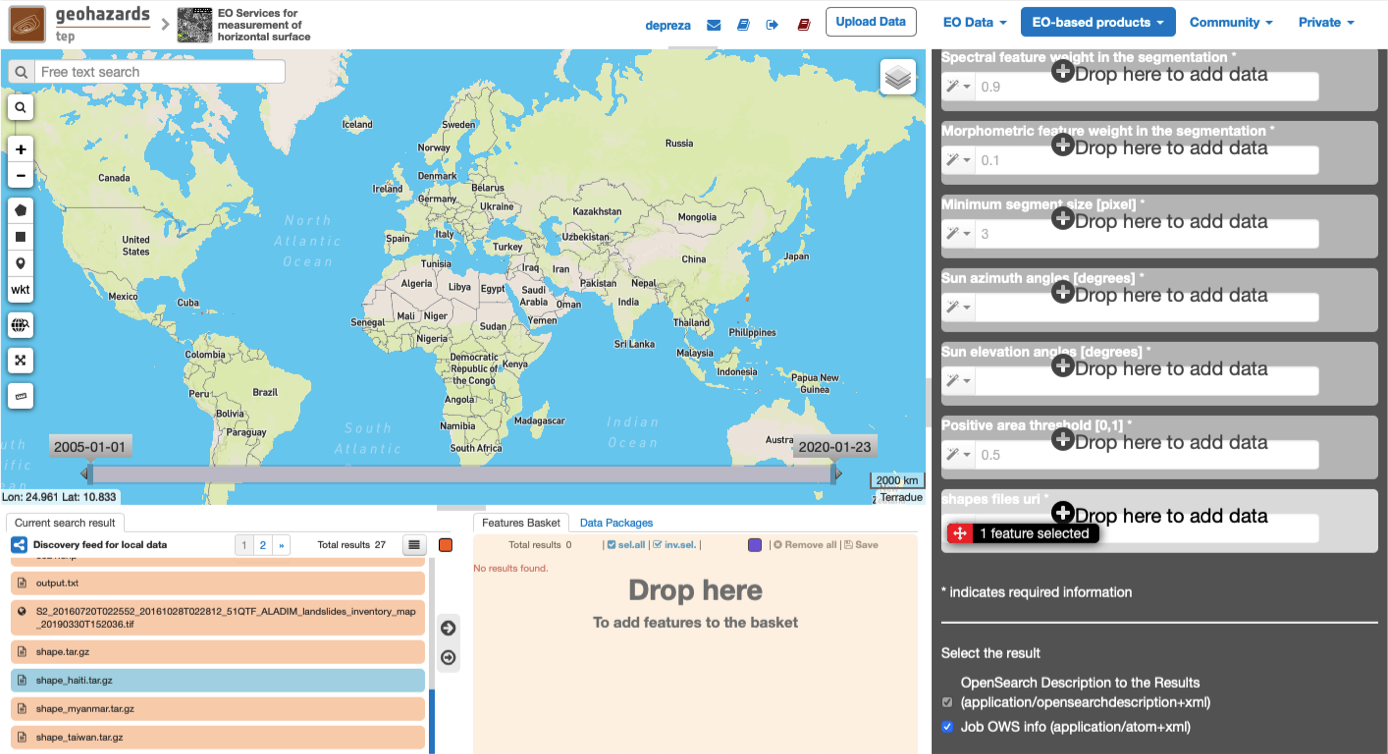 geohazards
tep
EO Services for
measurement of
horizontal surface
depreza
Upload Data
EO Data
EO-based products
Community
Private
Free text search
wkt
Iceland
Sweden
Norway
Russia
Canada
Denmark
Ireland
Belarus
Germany
Ukraine
Kazakhstan
Mongolia
North
Atlantic
Ocean
United
States
Spain
Italy
Turkey
Uzbekistan
China
Japan
Tunisia
Iraq
Iran
Algeria
Libya
Egypt
Pakistan
Nepal
Saudi
Arabia
Oman
India
Mexico
Cuba
Mali
Niger
Senegal
Sudan
Yemen
Thailand
Philippines
Nigeria
Sri Lanka
Malaysia
Colombia
Democratic
Republic of
the Congo
Kenya
Indonesia
Papua New
Guinea
Peru
Brazil
Angola
Bolivia
Madagascar
Namibia
Paraguay
South
Atlantic
Indian
Ocean
South Africa
Austra
uth
ific
2005-01-01
2020-01-23
2000 km
Lon: 24.961 Lat: 10.833
Terradue
Current search result
Discovery feed for local data
1 2 »
Total results 27
output.txt
S2_20160720T022552_20161028T022812_51QTF_ALADIM_landslides_inventory_map
_20190330T152036.tif
shape.tar.gz
shape_haiti.tar.gz
shape_myanmar.tar.gz
shape_taiwan.tar.gz
Features Basket
Data Packages
Total results 0 | sel.all | inv.sel. | | Remove all | Save
No results found.
Drop here
To add features to the basket
Spectral feature weight in the segmentation *
Drop here to add data
0.9
Morphometric feature weight in the segmentation *
Drop here to add data
0.1
Minimum segment size [pixel] *
Drop here to add data
3
Sun azimuth angles [degrees] *
Drop here to add data
Sun elevation angles [degrees] *
Drop here to add data
Positive area threshold [0,1] *
Drop here to add data
0.5
shapes files uri *
Drop here to add data
1 feature selected
* indicates required information
Select the result
OpenSearch Description to the Results
(application/opensearchdescription+xml)
Job OWS info (application/atom+xml)